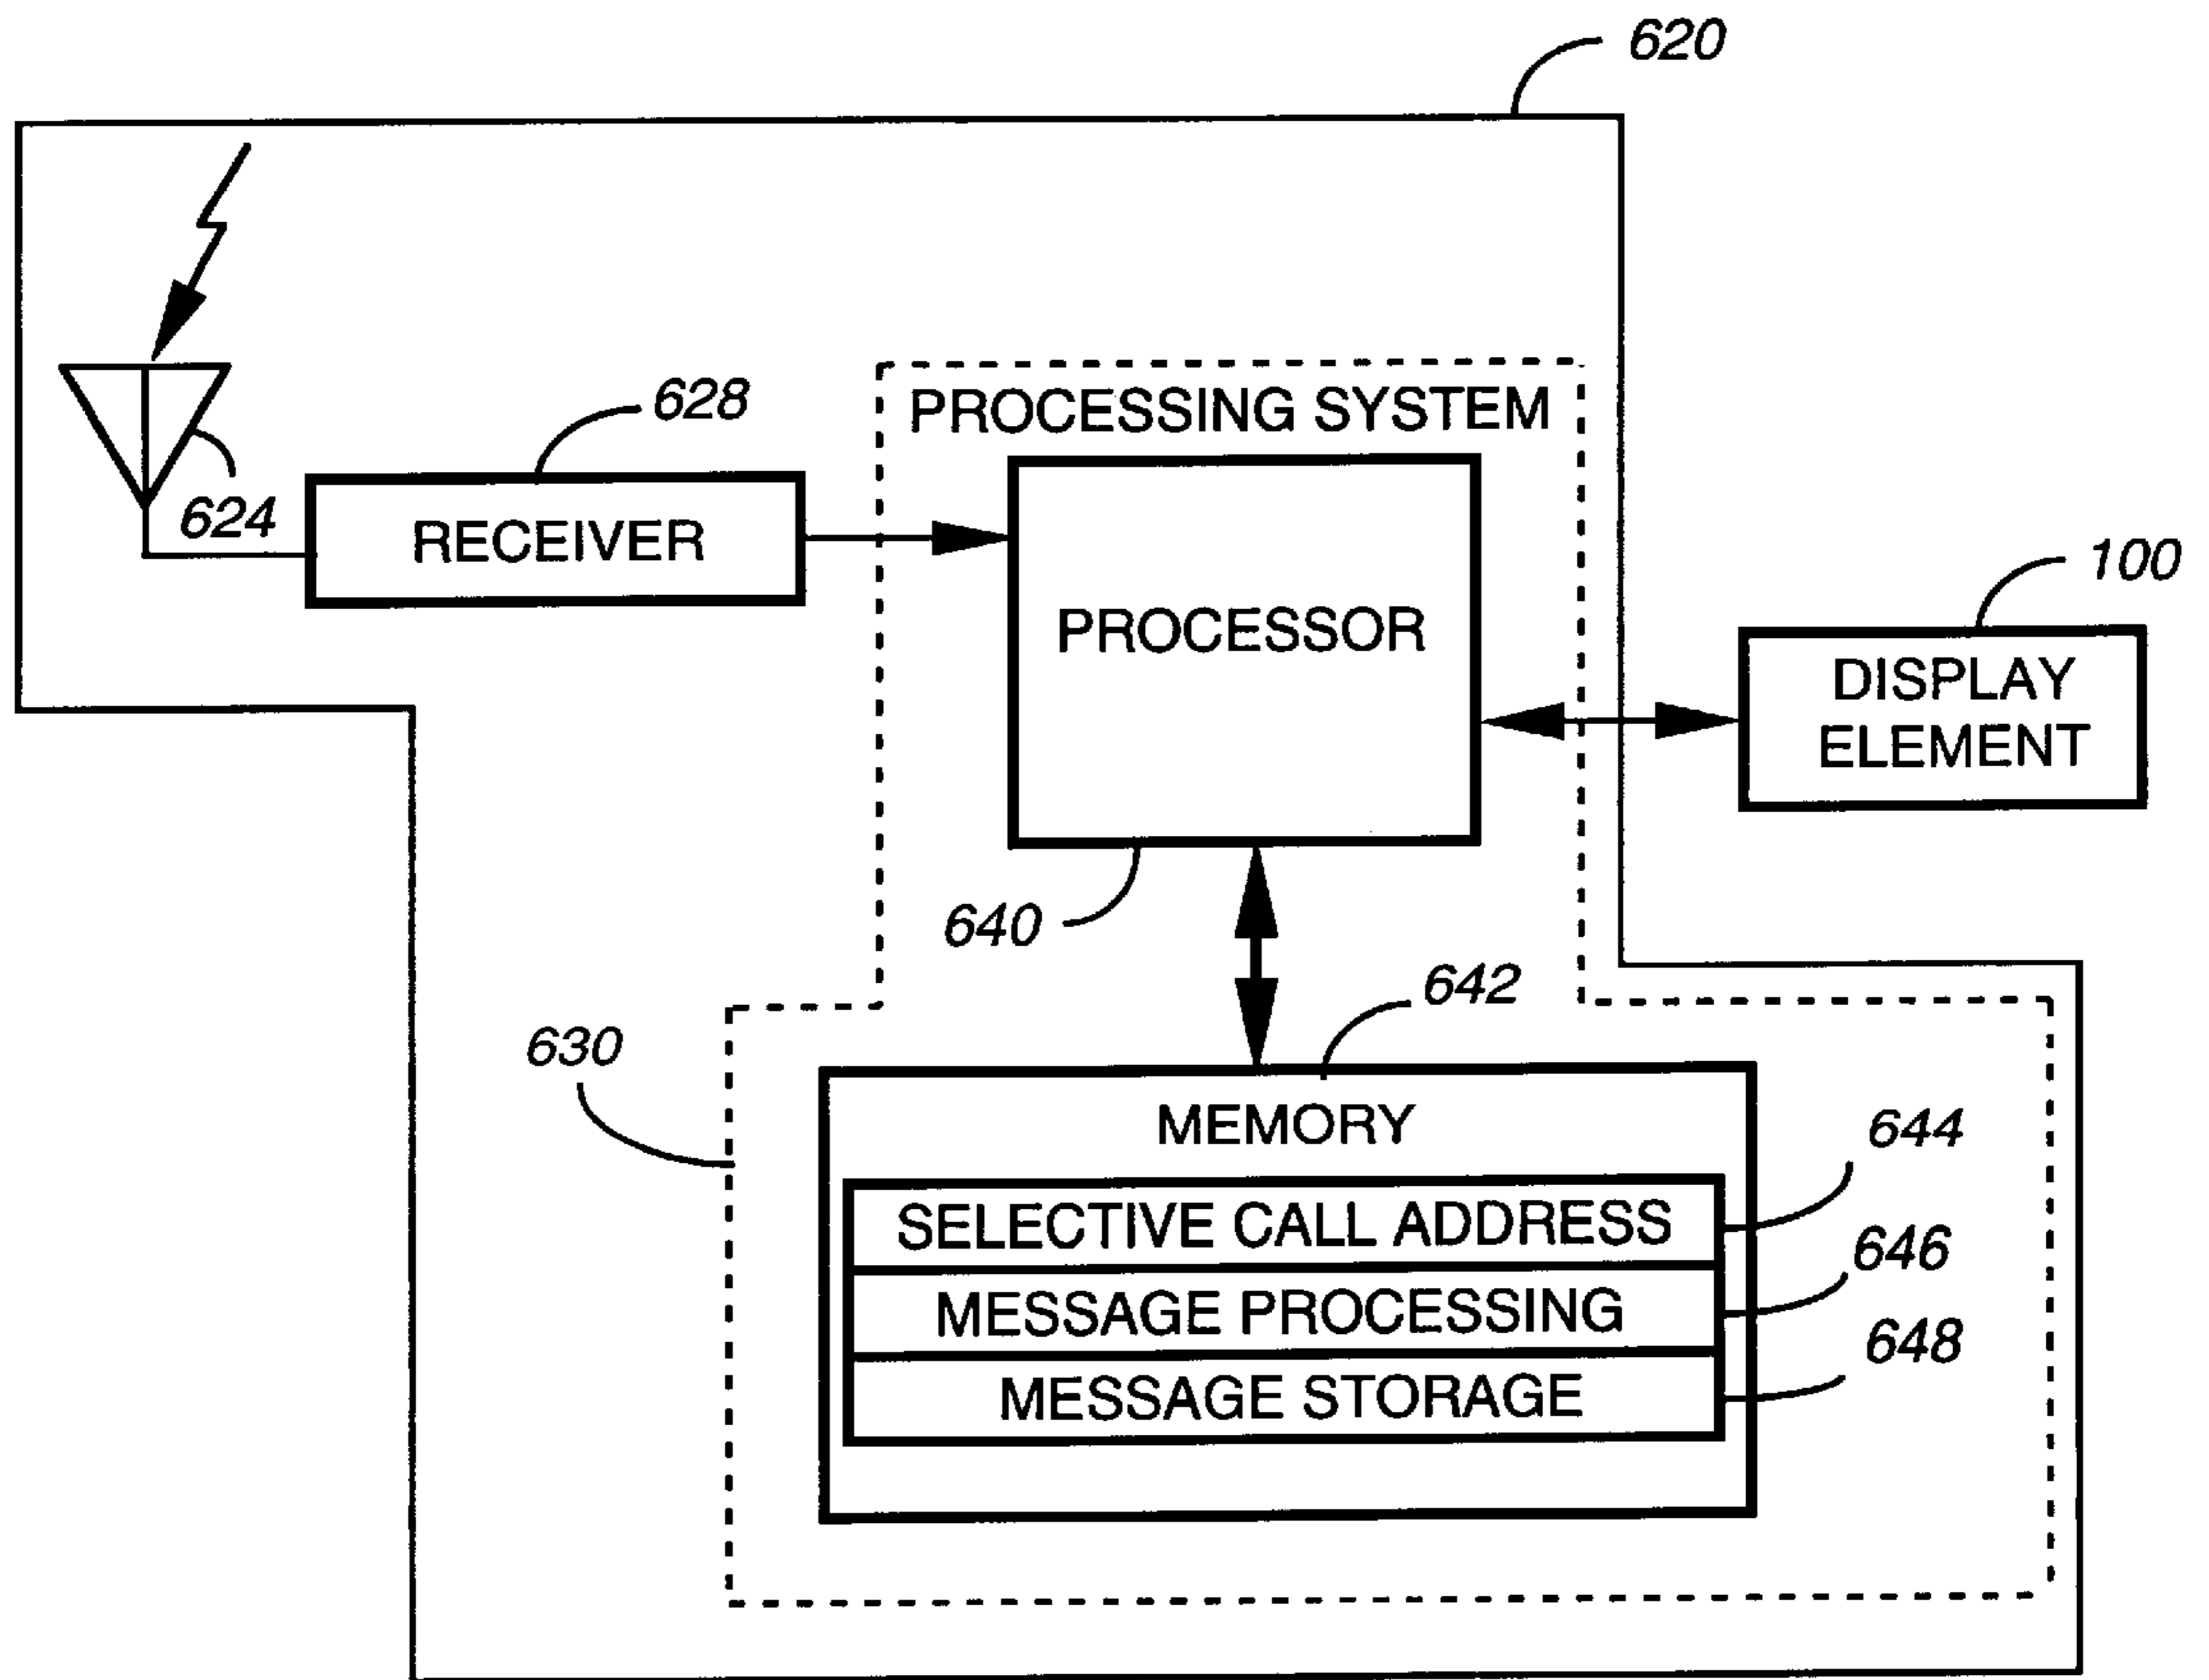 620
628
PROCESSING SYSTEM
624
RECEIVER
100
PROCESSOR
DISPLAY
ELEMENT
640
642
630
MEMORY
644
SELECTIVE CALL ADDRESS
646
MESSAGE PROCESSING
648
MESSAGE STORAGE